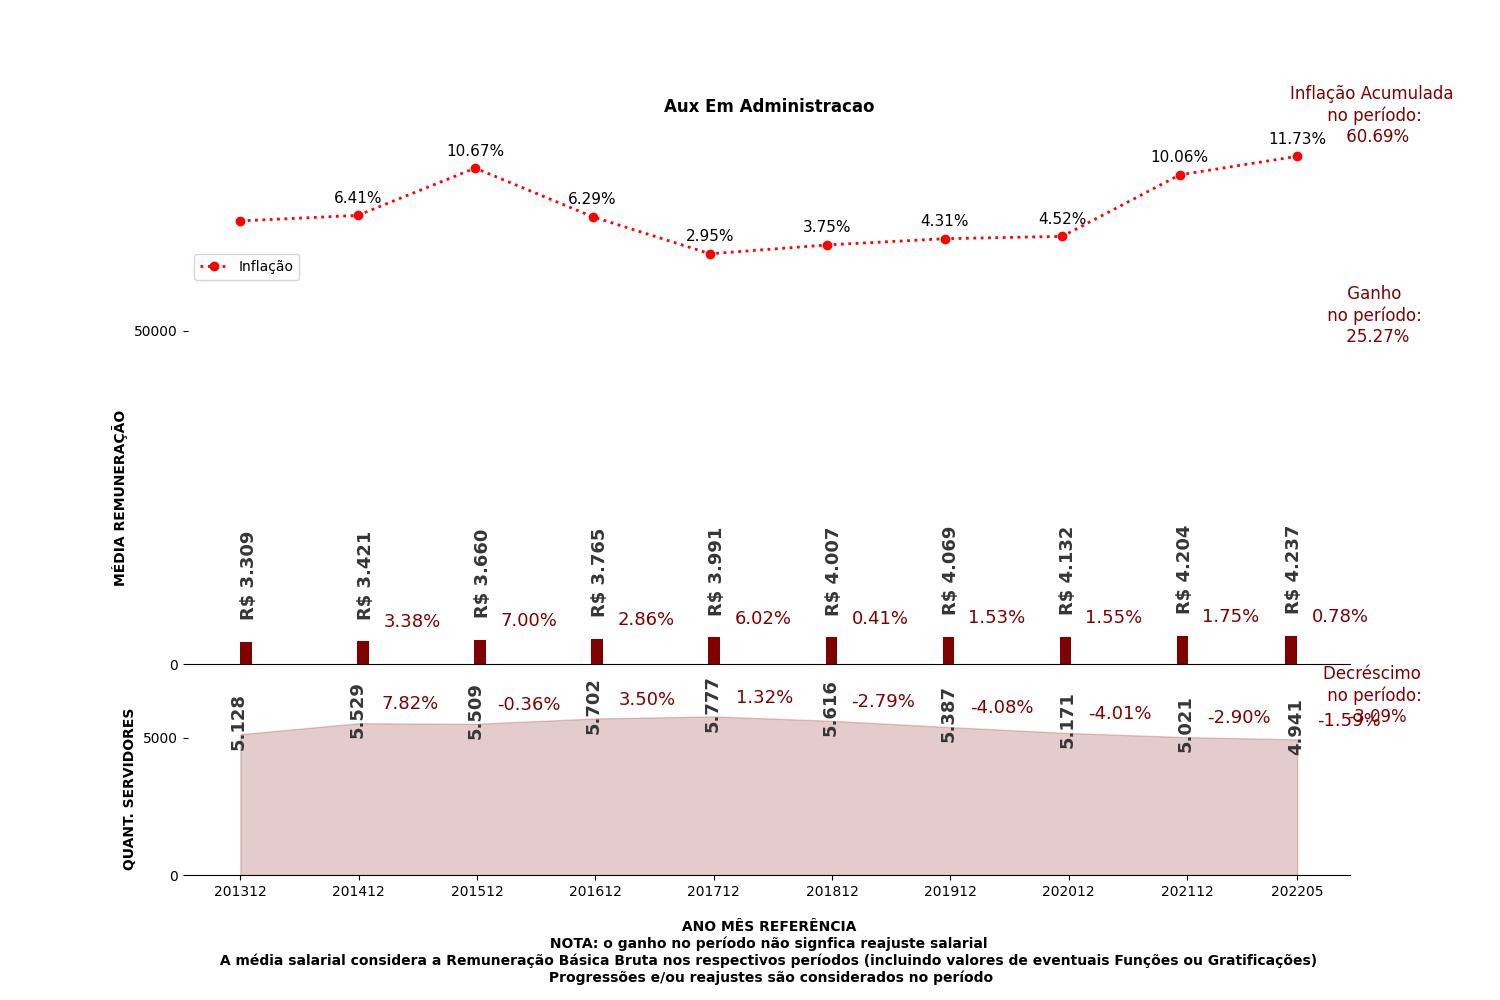 Aux Em Administracao
Inflação Acumulada
no período:
60.69%
6.41%
10.67%
6.29%
2.95%
3.75%
4.31%
4.52%
10.06%
11.73%
Inflação
Ganho
no período:
25.27%
50000
0
MÉDIA REMUNERAÇÃO
R$ 3.309
R$ 3.421
R$ 3.660
R$ 3.765
R$ 3.991
R$ 4.007
R$ 4.069
R$ 4.132
R$ 4.204
R$ 4.237
3.38%
7.00%
2.86%
6.02%
0.41%
1.53%
1.55%
1.75%
0.78%
Decréscimo
no período:
-3.09%
QUANT. SERVIDORES
5000
0
5.128
5.529
5.509
5.702
5.777
5.616
5.387
5.171
5.021
4.941
7.82%
-0.36%
3.50%
1.32%
-2.79%
-4.08%
-4.01%
-2.90%
-1.59%
201312
201412
201512
201612
201712
201812
201912
202012
202112
202205
ANO MÊS REFERÊNCIA
NOTA: o ganho no período não signfica reajuste salarial
A média salarial considera a Remuneração Básica Bruta nos respectivos períodos (incluindo valores de eventuais Funções ou Gratificações)
Progressões e/ou reajustes são considerados no período